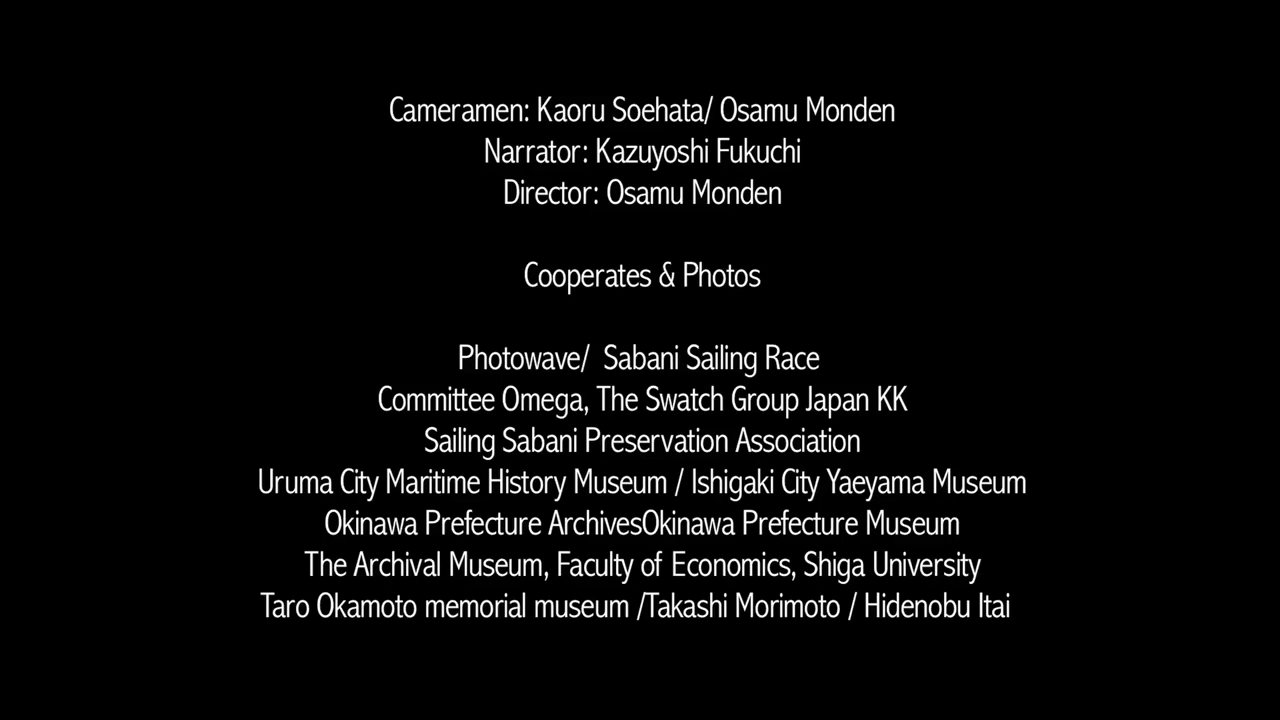 Cameramen: Kaoru Soehata/ Osamu Monden
Narrator: Kazuyoshi Fukuchi
Director: Osamu Monden
Cooperates & Photos
Photowave/  Sabani Sailing Race
Committee Omega, The Swatch Group Japan KK
Sailing Sabani Preservation Association
Uruma City Maritime History Museum / Ishigaki City Yaeyama Museum
Okinawa Prefecture ArchivesOkinawa Prefecture Museum
The Archival Museum, Faculty of Economics, Shiga University
Taro Okamoto memorial museum /Takashi Morimoto / Hidenobu Itai